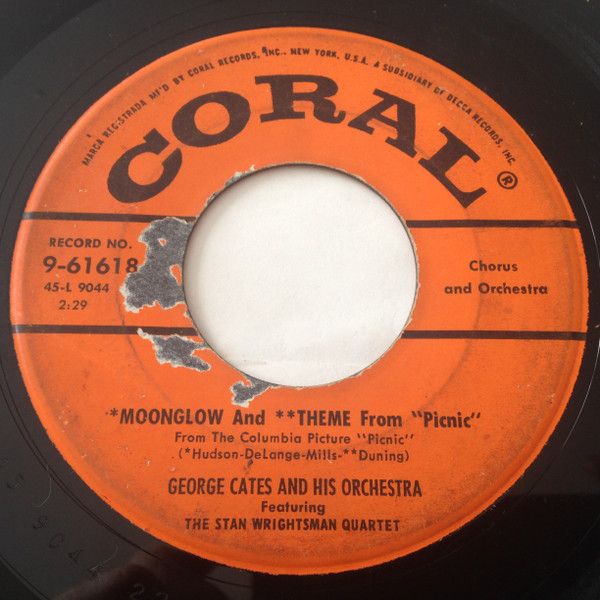 MARCA REGISTRADA MF'D BY CORAL RECORDS, INC., NEW YORK, U.S.A. A SUBSIDIARY OF DECCA RECORDS, INC.
CORAL®
RECORD NO.
9-61618
45-L 9044
2:29
Chorus
and Orchestra
*MOONGLOW And **THEME From "Picnic"
From The Columbia Picture "Picnic"
(*Hudson-DeLange-Mills-**Duning)
GEORGE CATES AND HIS ORCHESTRA
Featuring
THE STAN WRIGHTSMAN QUARTET